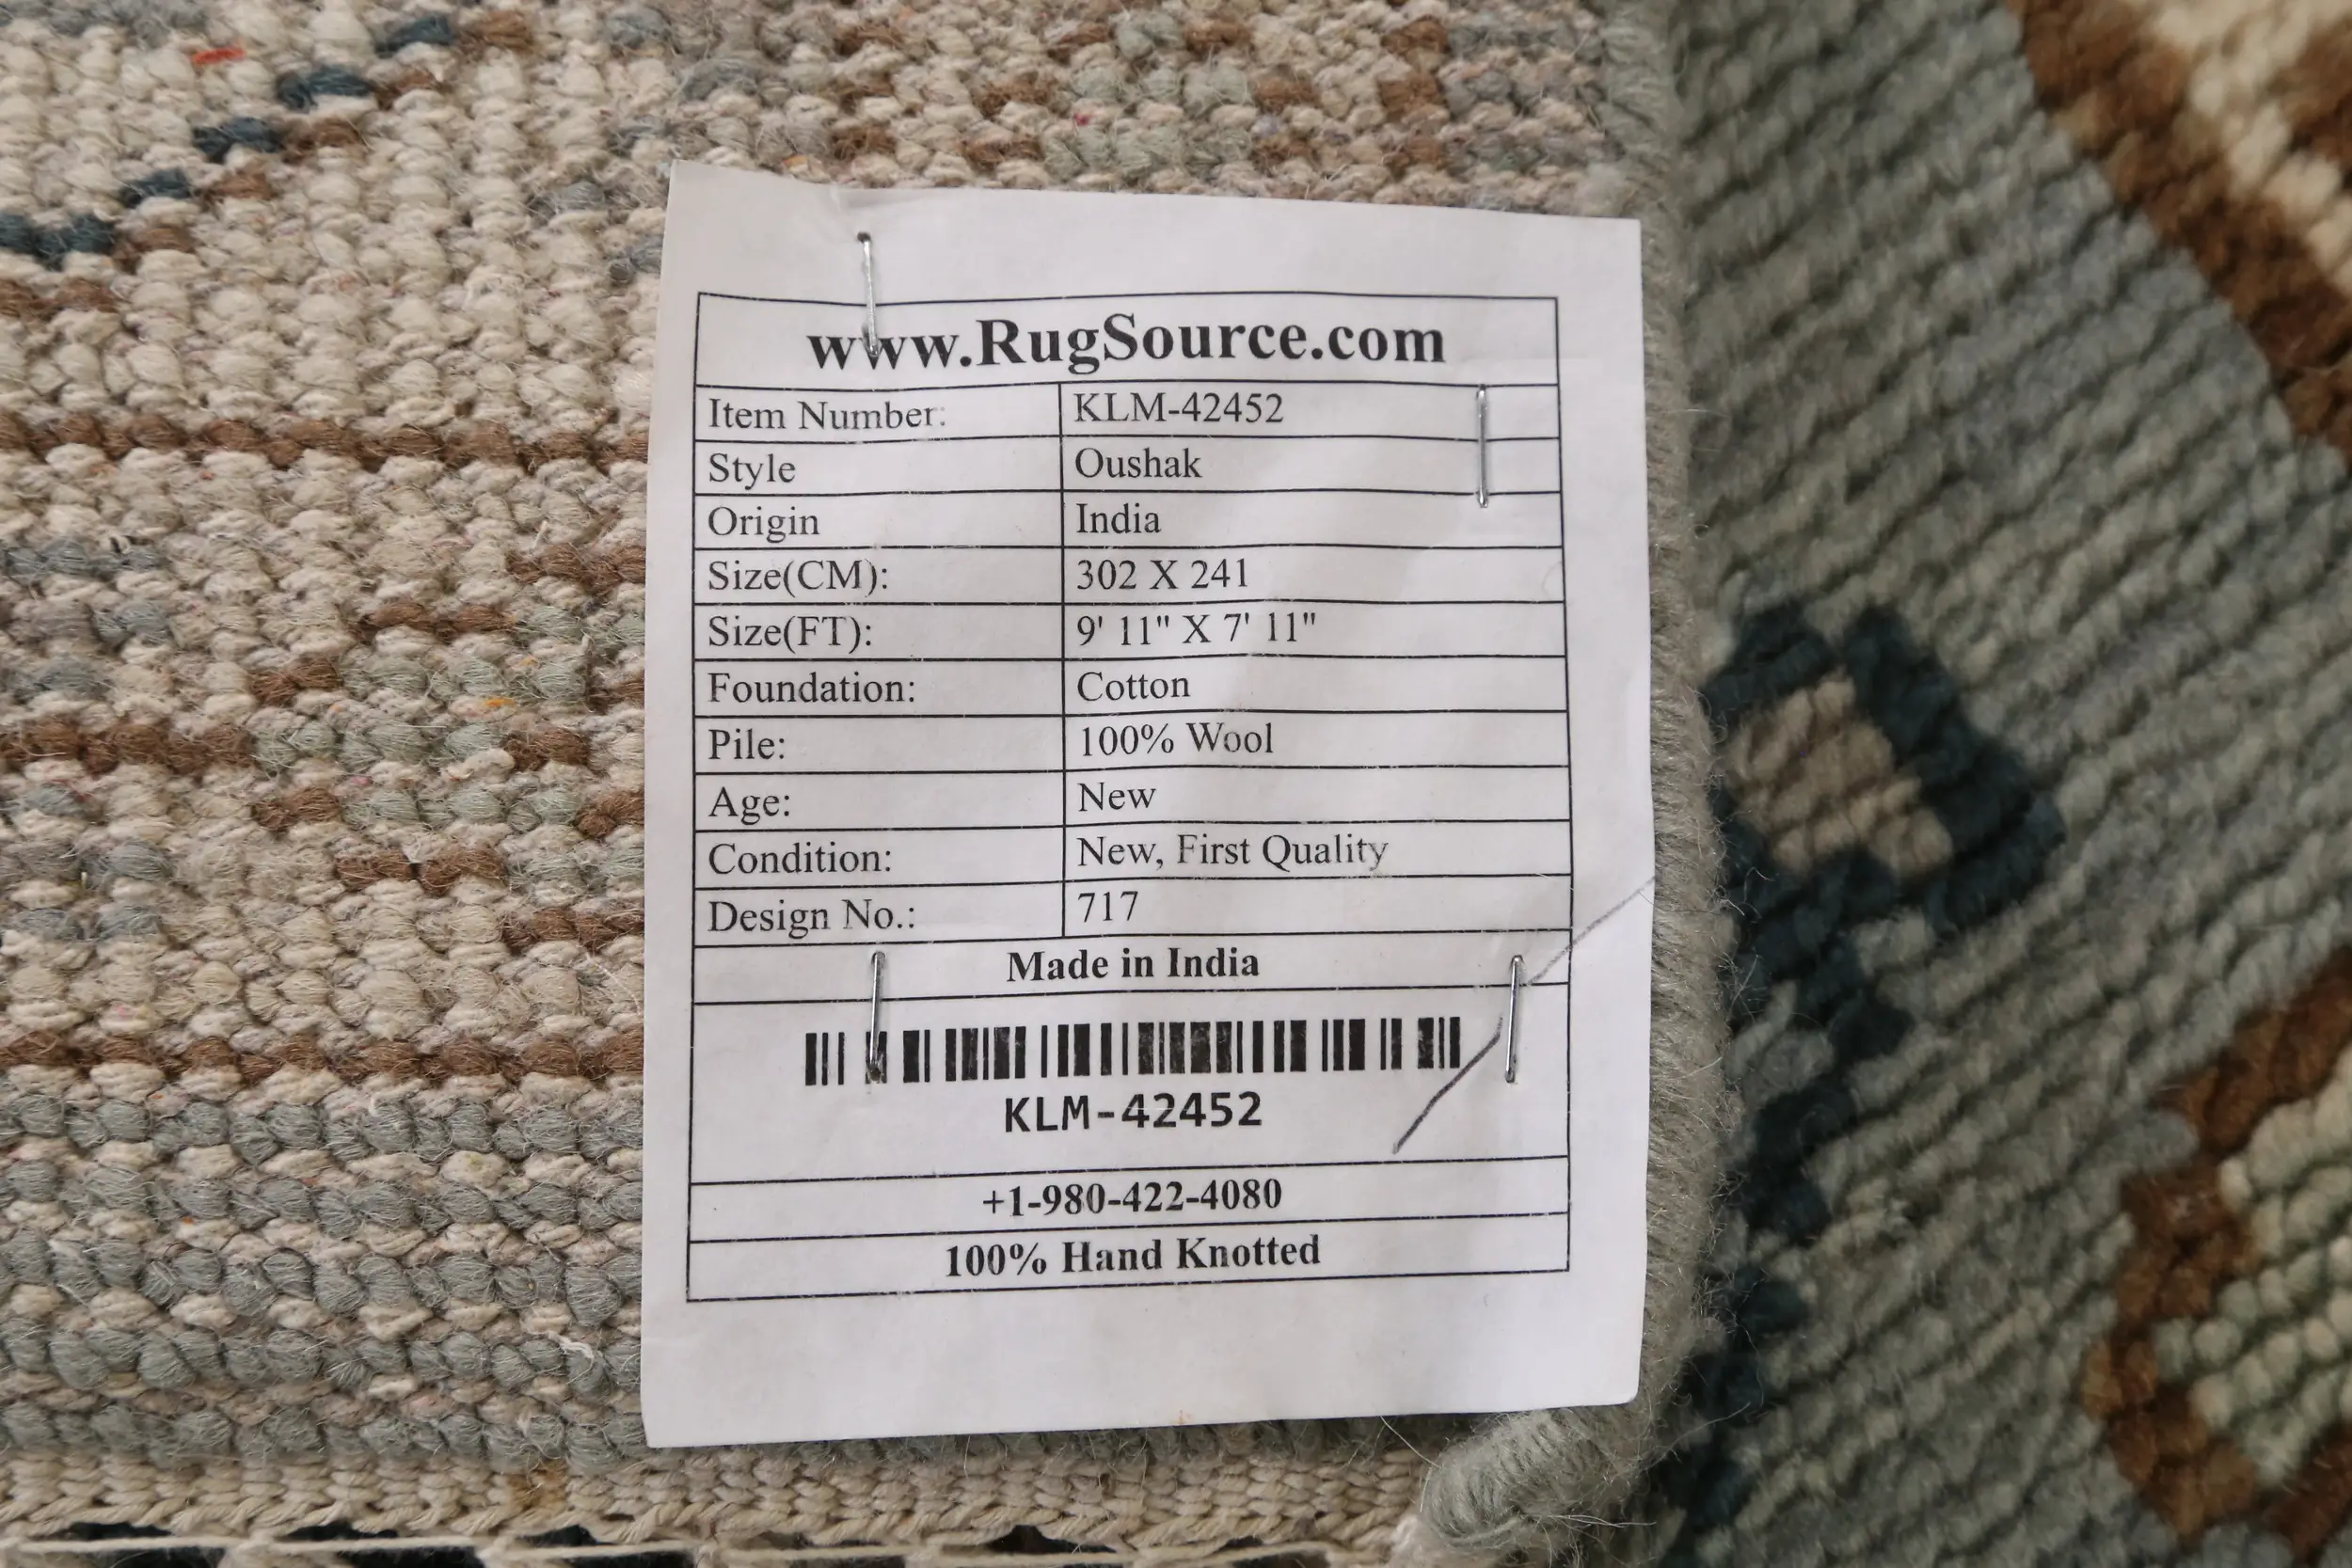 www.RugSource.com
Item Number: KLM-42452
Style Oushak
Origin India
Size(CM): 302 X 241
Size(FT): 9' 11" X 7' 11"
Foundation: Cotton
Pile: 100% Wool
Age: New
Condition: New, First Quality
Design No.: 717
Made in India
KLM-42452
+1-980-422-4080
100% Hand Knotted